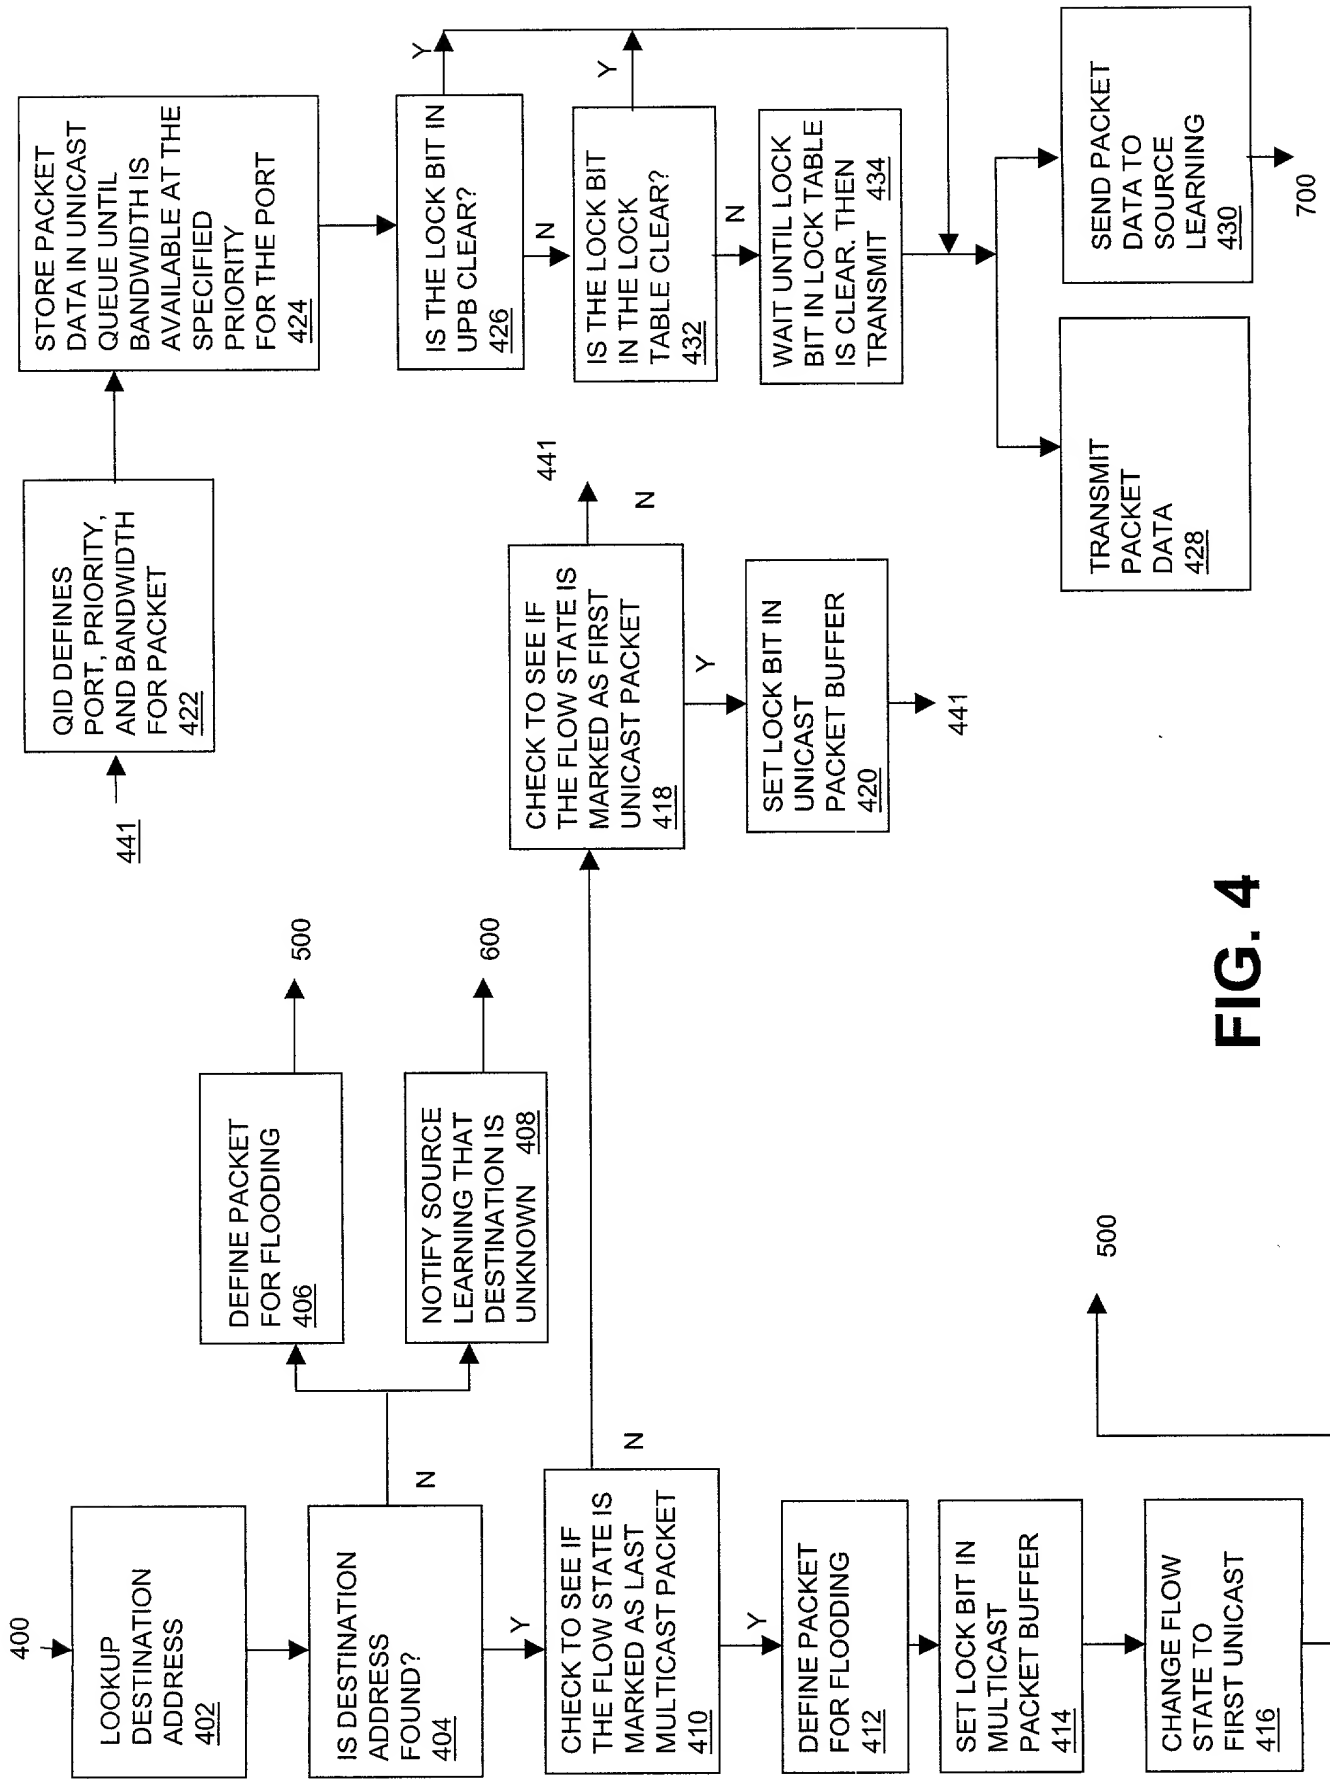 400
LOOKUP
DESTINATION
ADDRESS
402
IS DESTINATION
ADDRESS
FOUND?
404
N
Y
DEFINE PACKET
FOR FLOODING
406
500
NOTIFY SOURCE
LEARNING THAT
DESTINATION IS
UNKNOWN 408
600
CHECK TO SEE IF
THE FLOW STATE IS
MARKED AS LAST
MULTICAST PACKET
410
N
Y
DEFINE PACKET
FOR FLOODING
412
SET LOCK BIT IN
MULTICAST
PACKET BUFFER
414
CHANGE FLOW
STATE TO
FIRST UNICAST
416
500
CHECK TO SEE IF
THE FLOW STATE IS
MARKED AS FIRST
UNICAST PACKET
418
441
N
Y
SET LOCK BIT IN
UNICAST
PACKET BUFFER
420
441
441
QID DEFINES
PORT, PRIORITY,
AND BANDWIDTH
FOR PACKET
422
STORE PACKET
DATA IN UNICAST
QUEUE UNTIL
BANDWIDTH IS
AVAILABLE AT THE
SPECIFIED
PRIORITY
FOR THE PORT
424
IS THE LOCK BIT IN
UPB CLEAR?
426
Y
N
IS THE LOCK BIT
IN THE LOCK
TABLE CLEAR?
432
Y
N
WAIT UNTIL LOCK
BIT IN LOCK TABLE
IS CLEAR. THEN
TRANSMIT 434
TRANSMIT
PACKET
DATA
428
SEND PACKET
DATA TO
SOURCE
LEARNING
430
700
FIG. 4